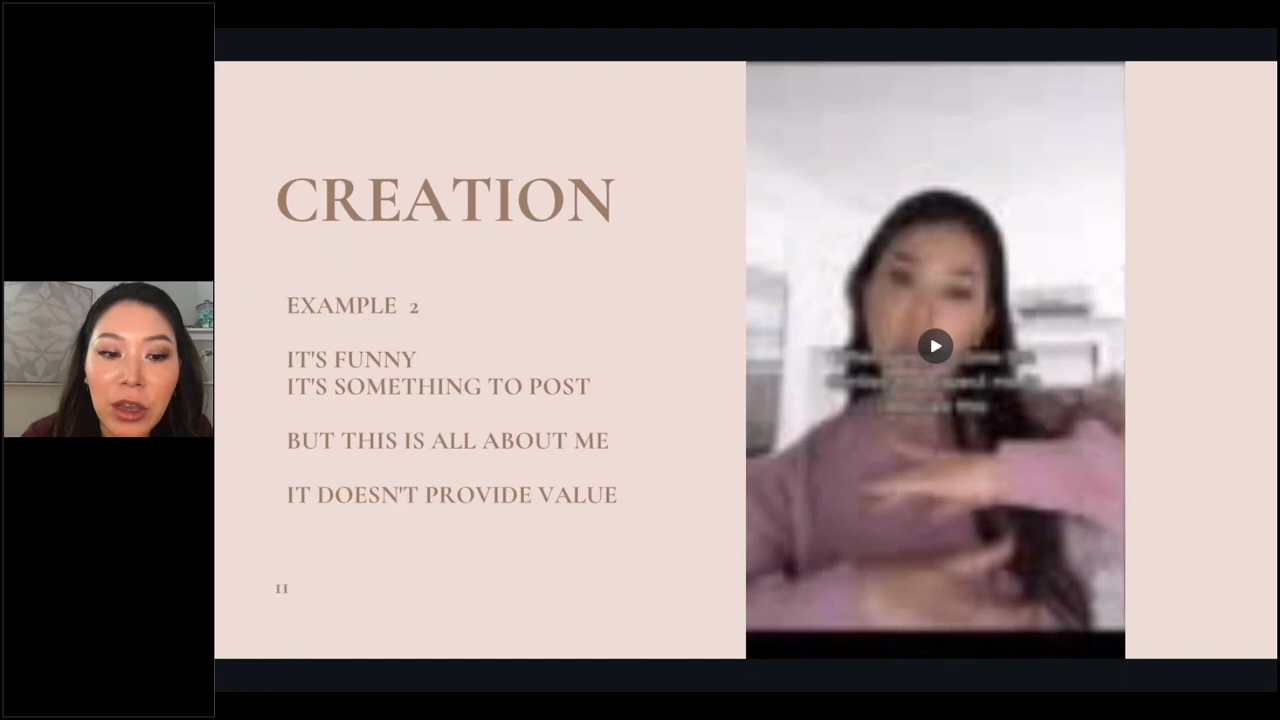 CREATION
EXAMPLE 2
IT'S FUNNY
IT'S SOMETHING TO POST
BUT THIS IS ALL ABOUT ME
IT DOESN'T PROVIDE VALUE
11